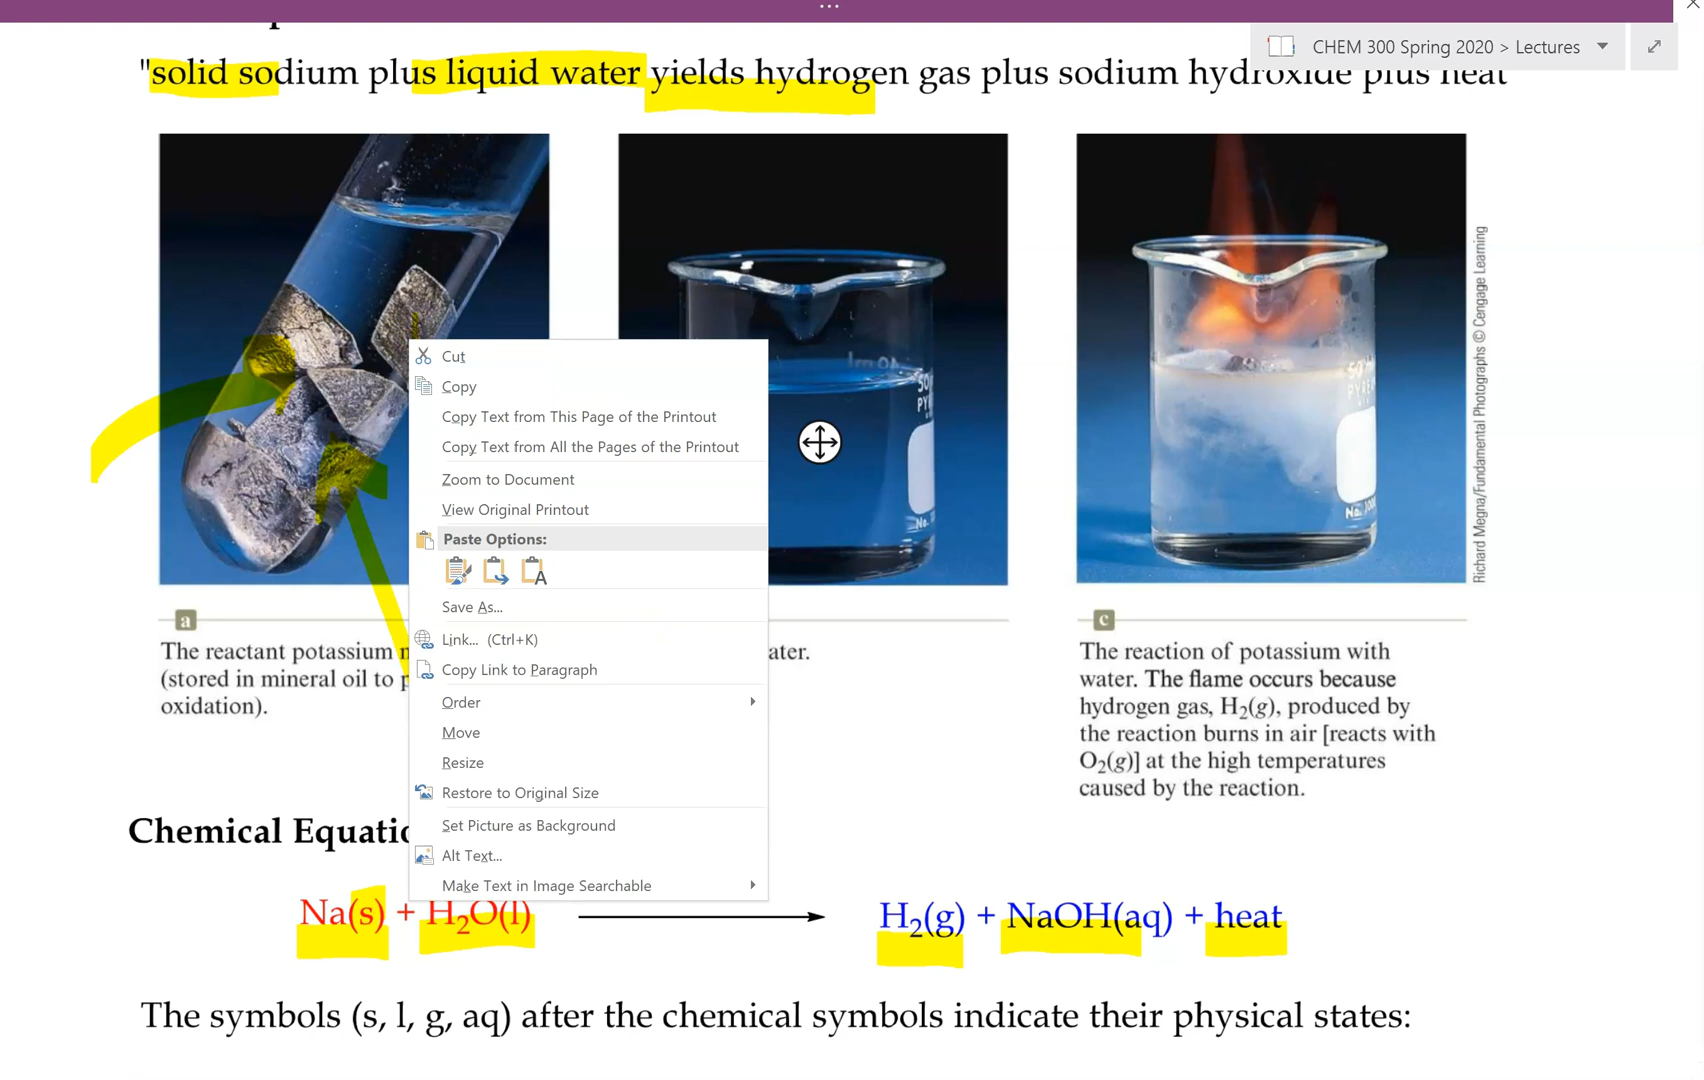 CHEM 300 Spring 2020 > Lectures
"solid sodium plus liquid water yields hydrogen gas plus sodium hydroxide plus heat
Richard Megna/Fundamental Photographs © Cengage Learning
a
The reactant potassium
(stored in mineral oil to
oxidation).
ater.
c
The reaction of potassium with
water. The flame occurs because
hydrogen gas, H₂(g), produced by
the reaction burns in air [reacts with
O₂(g)] at the high temperatures
caused by the reaction.
Cut
Copy
Copy Text from This Page of the Printout
Copy Text from All the Pages of the Printout
Zoom to Document
View Original Printout
Paste Options:
Save As...
Link... (Ctrl+K)
Copy Link to Paragraph
Order
Move
Resize
Restore to Original Size
Set Picture as Background
Alt Text...
Make Text in Image Searchable
Chemical Equatio
Na(s) + H₂O(l) → H₂(g) + NaOH(aq) + heat
The symbols (s, l, g, aq) after the chemical symbols indicate their physical states: